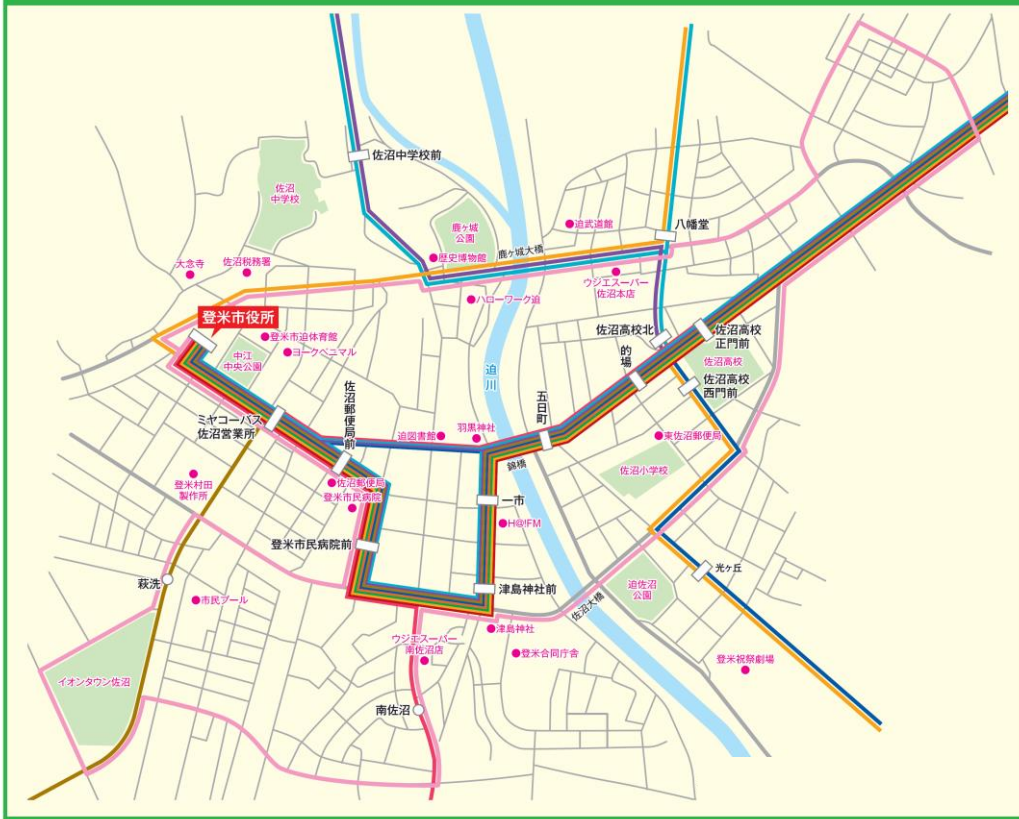 佐沼中学校前
佐沼
中学校
鹿ヶ城
公園
迫武道館
八幡堂
大念寺
佐沼税務署
歴史博物館
鹿ヶ城大橋
ウジエスーパー
佐沼本店
ハローワーク迫
登米市役所
登米市迫体育館
中江
中央公園
ヨークベニマル
佐沼高校北
佐沼高校
正門前
的場
佐沼高校
佐沼高校
西門前
迫川
五日町
佐沼郵便局前
ミヤコーバス
佐沼営業所
迫図書館
羽黒神社
東佐沼郵便局
錦橋
佐沼小学校
登米村田
製作所
佐沼郵便局
登米市民病院
一市
H@!FM
登米市民病院前
光ヶ丘
萩洗
津島神社前
迫佐沼
公園
佐沼大橋
市民プール
津島神社
ウジエスーパー
南佐沼店
登米合同庁舎
登米祝祭劇場
イオンタウン佐沼
南佐沼